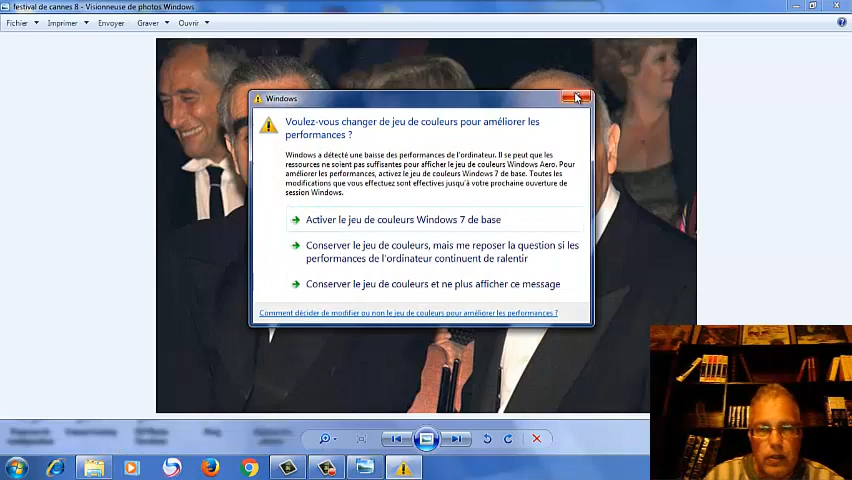 festival de cannes 8 - Visionneuse de photos Windows
Fichier Imprimer Envoyer Graver Ouvrir
Windows
Voulez-vous changer de jeu de couleurs pour améliorer les
performances ?
Windows a détecté une baisse des performances de l'ordinateur. Il se peut que les
ressources ne soient pas suffisantes pour afficher le jeu de couleurs Windows Aero. Pour
améliorer les performances, activez le jeu de couleurs Windows 7 de base. Toutes les
modifications que vous effectuez sont effectives jusqu'à votre prochaine ouverture de
session Windows.
Activer le jeu de couleurs Windows 7 de base
Conserver le jeu de couleurs, mais me reposer la question si les
performances de l'ordinateur continuent de ralentir
Conserver le jeu de couleurs et ne plus afficher ce message
Comment décider de modifier ou non le jeu de couleurs pour améliorer les performances ?